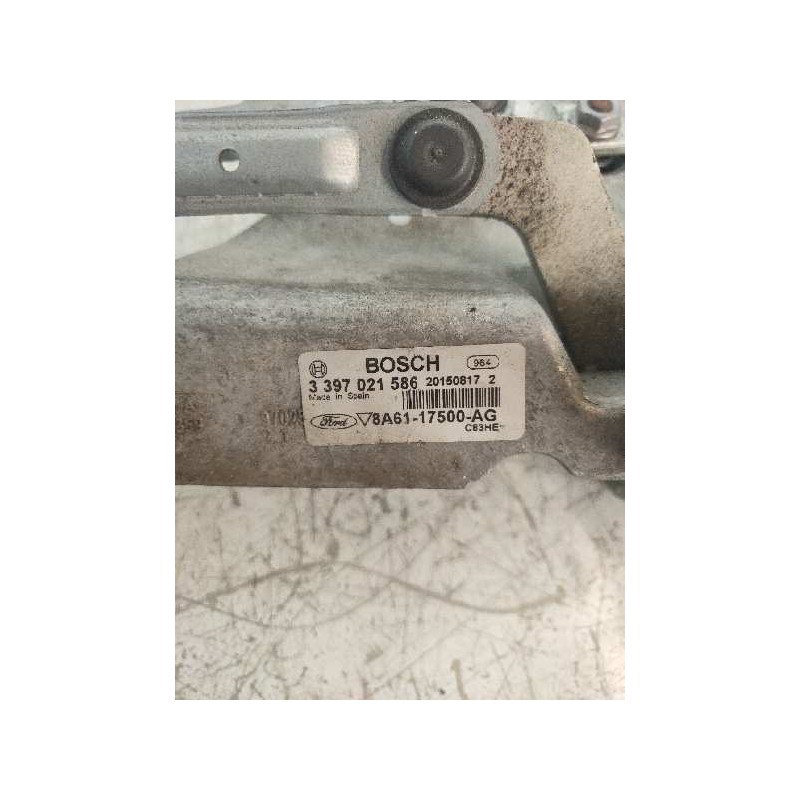 BOSCH 964
3 397 021 586 20150817 2
Made in Spain
Ford 8A61-17500-AG
C83HE